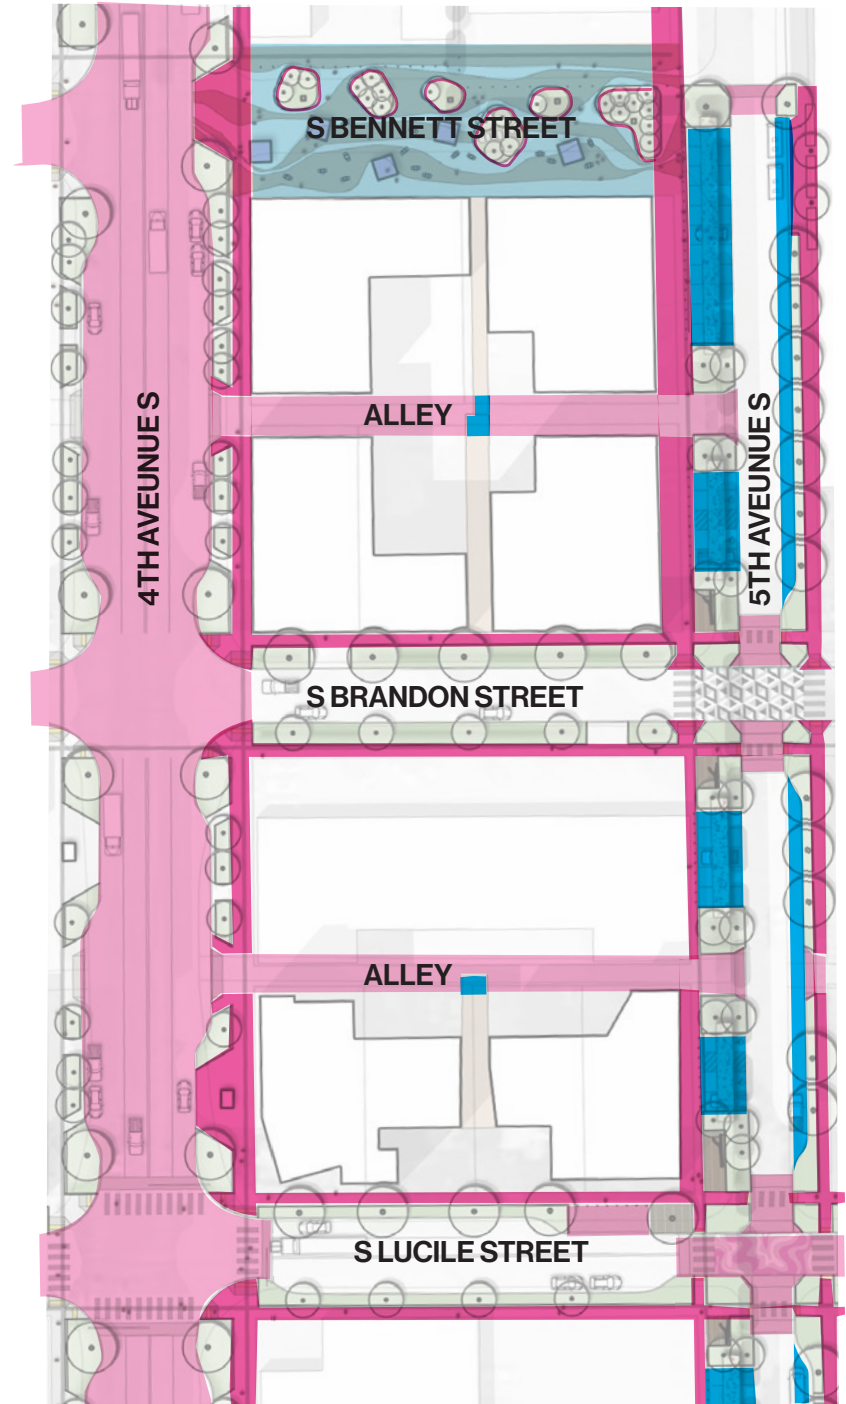 S BENNETT STREET
ALLEY
4TH AVEUNUE S
5TH AVEUNUE S
S BRANDON STREET
ALLEY
S LUCILE STREET